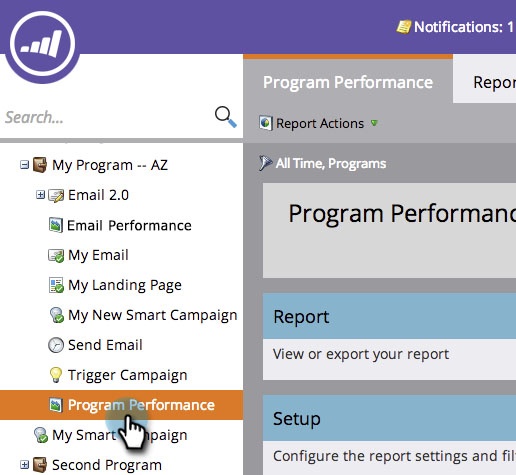 Notifications: 1
Program Performance
Repor
Search...
Report Actions
All Time, Programs
My Program -- AZ
Email 2.0
Email Performance
My Email
My Landing Page
My New Smart Campaign
Send Email
Trigger Campaign
Program Performance
My Smart paign
Second Program
Program Performanc
Report
View or export your report
Setup
Configure the report settings and fil